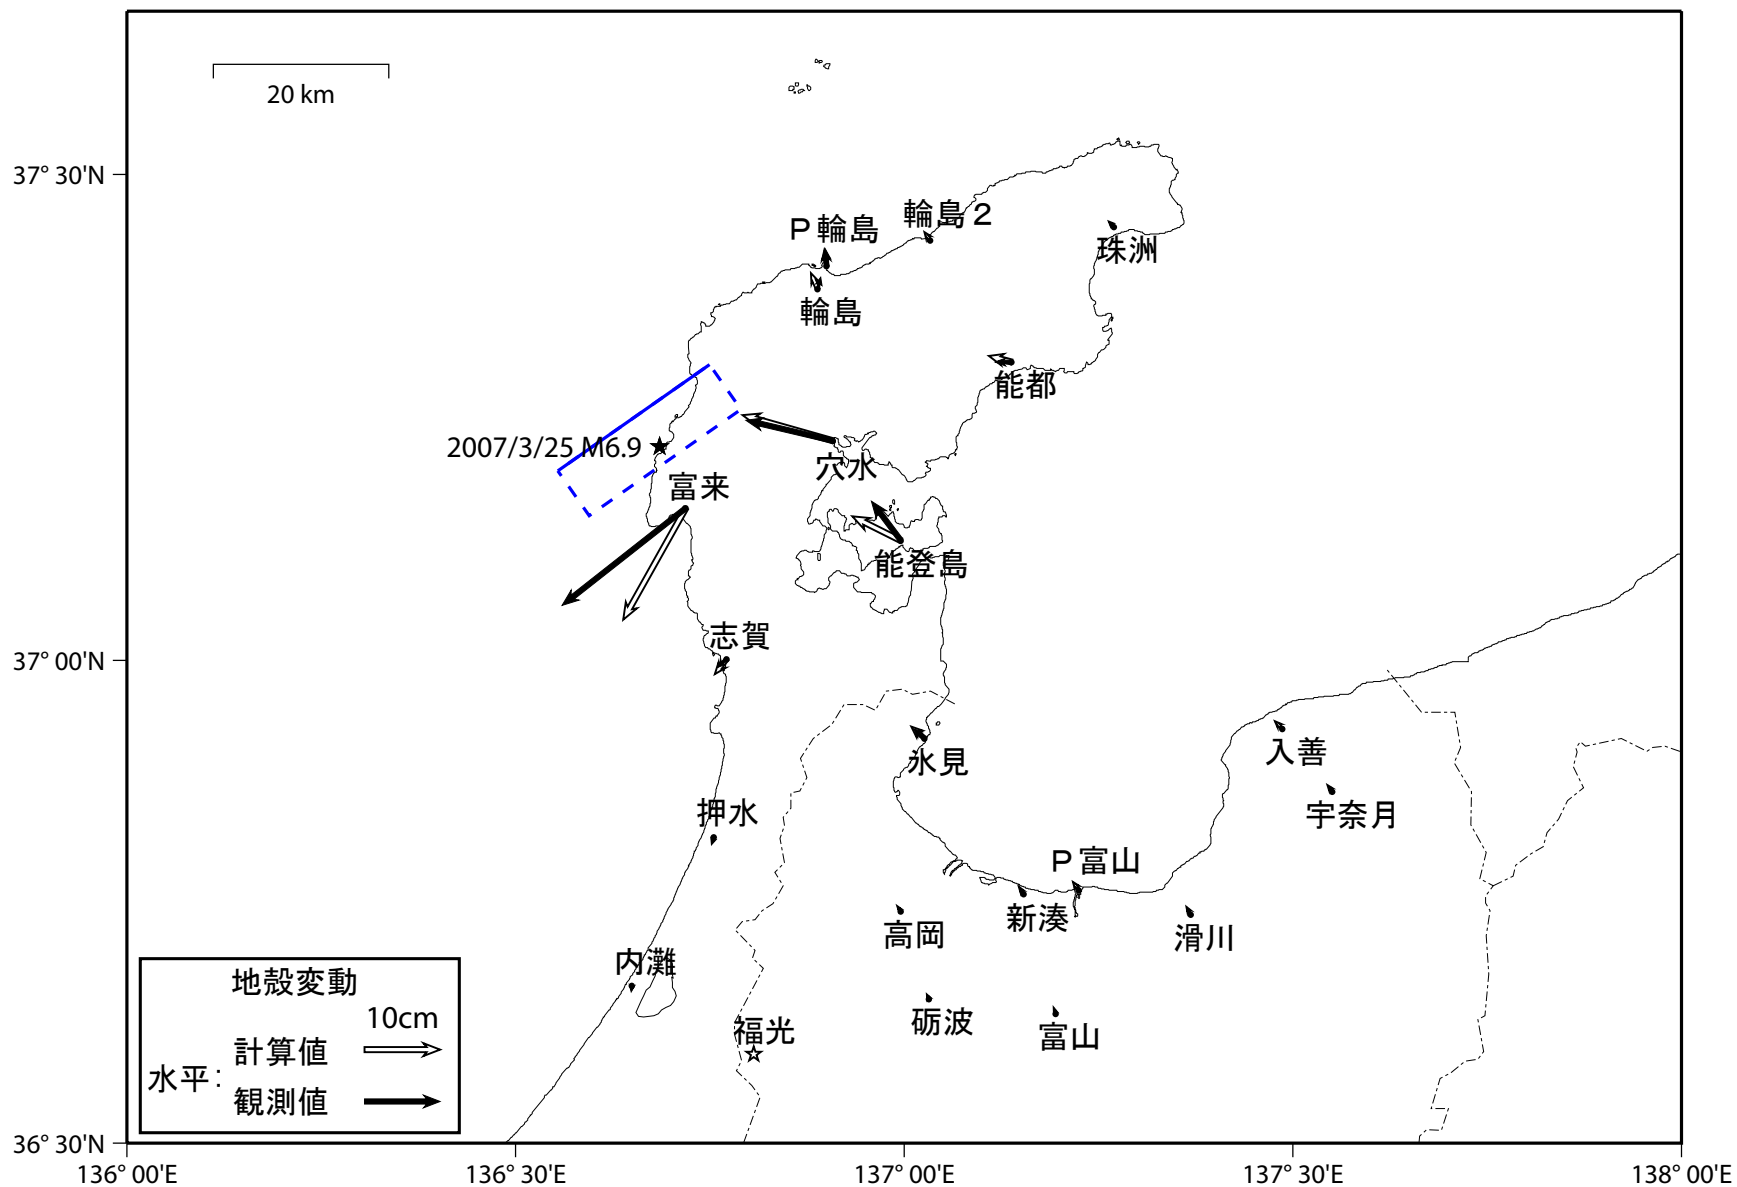 20 km
37° 30'N
輪島２
Ｐ輪島
珠洲
輪島
能都
2007/3/25 M6.9
穴水
富来
能登島
志賀
37° 00'N
氷見
入善
押水
宇奈月
Ｐ富山
新湊
高岡
滑川
内灘
砺波
富山
福光
地殻変動
10cm
計算値
水平：
観測値
36° 30'N
136° 00'E
136° 30'E
137° 00'E
137° 30'E
138° 00'E